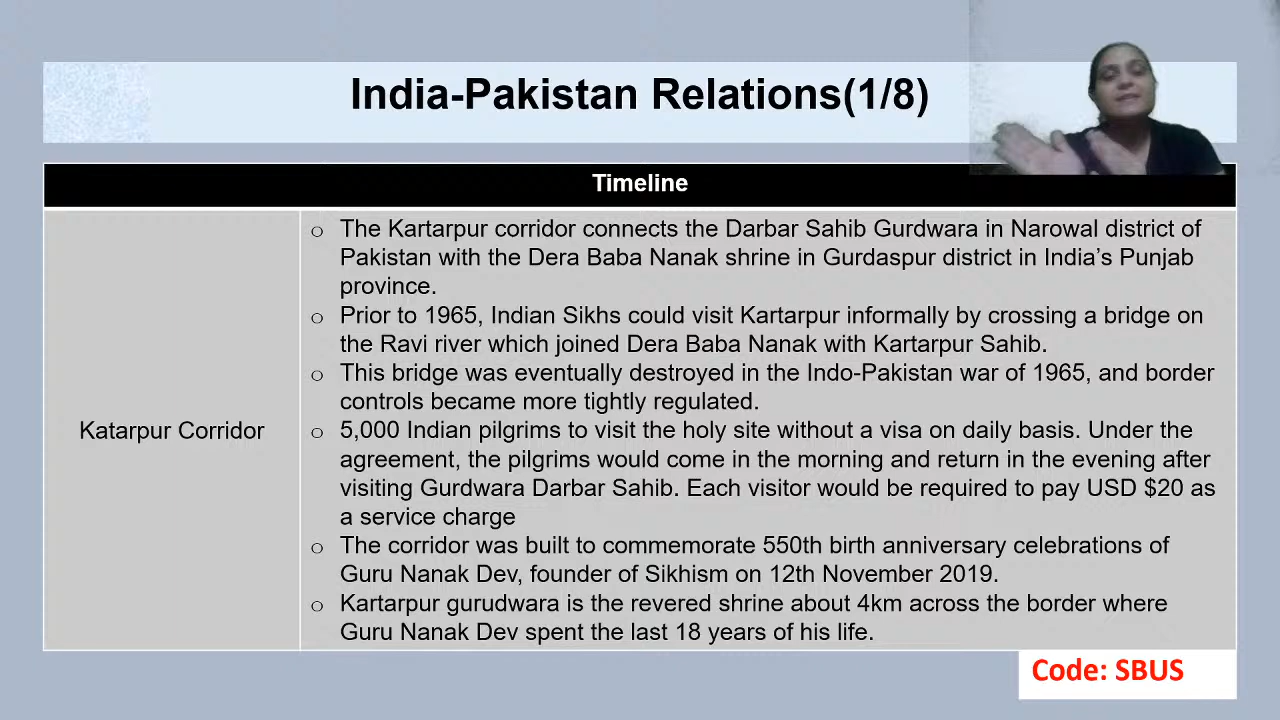 India-Pakistan Relations(1/8)
Timeline
Katarpur Corridor
o The Kartarpur corridor connects the Darbar Sahib Gurdwara in Narowal district of
Pakistan with the Dera Baba Nanak shrine in Gurdaspur district in India’s Punjab
province.
o Prior to 1965, Indian Sikhs could visit Kartarpur informally by crossing a bridge on
the Ravi river which joined Dera Baba Nanak with Kartarpur Sahib.
o This bridge was eventually destroyed in the Indo-Pakistan war of 1965, and border
controls became more tightly regulated.
o 5,000 Indian pilgrims to visit the holy site without a visa on daily basis. Under the
agreement, the pilgrims would come in the morning and return in the evening after
visiting Gurdwara Darbar Sahib. Each visitor would be required to pay USD $20 as
a service charge
o The corridor was built to commemorate 550th birth anniversary celebrations of
Guru Nanak Dev, founder of Sikhism on 12th November 2019.
o Kartarpur gurudwara is the revered shrine about 4km across the border where
Guru Nanak Dev spent the last 18 years of his life.
Code: SBUS